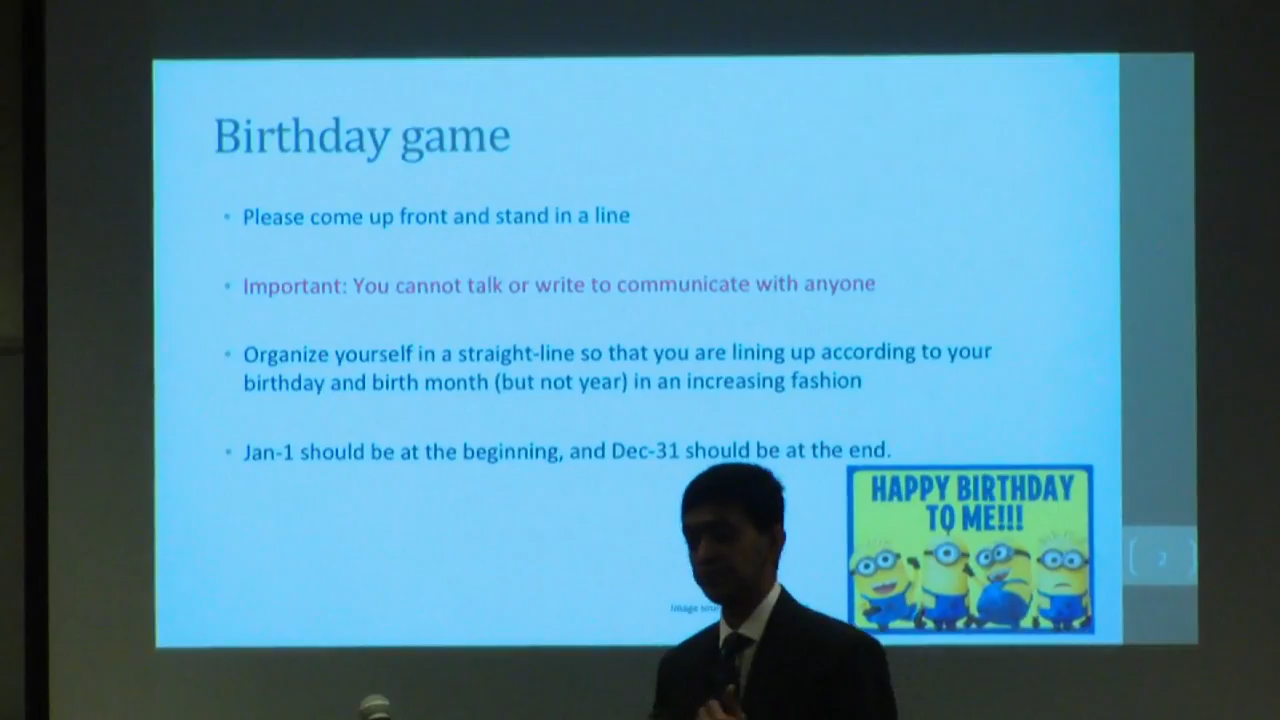 Birthday game
• Please come up front and stand in a line
• Important: You cannot talk or write to communicate with anyone
• Organize yourself in a straight-line so that you are lining up according to your
birthday and birth month (but not year) in an increasing fashion
• Jan-1 should be at the beginning, and Dec-31 should be at the end.
HAPPY BIRTHDAY
TO ME!!!
2
Image